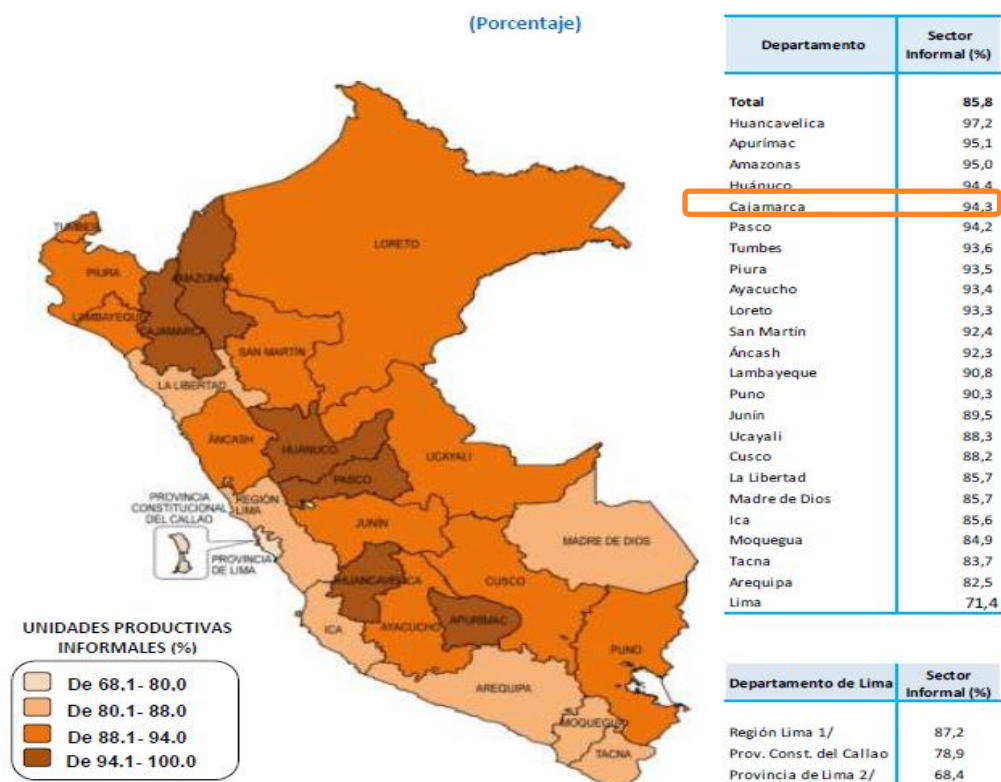 (Porcentaje)
Departamento Sector Informal (%)
Total 85,8
Huancavelica 97,2
Apurímac 95,1
Amazonas 95,0
Huánuco 94,4
Cajamarca 94,3
Pasco 94,2
Tumbes 93,6
Piura 93,5
Ayacucho 93,4
Loreto 93,3
San Martín 92,4
Áncash 92,3
Lambayeque 90,8
Puno 90,3
Junín 89,5
Ucayali 88,3
Cusco 88,2
La Libertad 85,7
Madre de Dios 85,7
Ica 85,6
Moquegua 84,9
Tacna 83,7
Arequipa 82,5
Lima 71,4
Departamento de Lima Sector Informal (%)
Región Lima 1/ 87,2
Prov. Const. del Callao 78,9
Provincia de Lima 2/ 68,4
TUMBES
PIURA
LORETO
AMAZONAS
LAMBAYEQUE
CAJAMARCA
SAN MARTÍN
LA LIBERTAD
ÁNCASH
HUÁNUCO
UCAYALI
PASCO
PROVINCIA
CONSTITUCIONAL
DEL CALLAO
REGIÓN
LIMA
JUNÍN
PROVINCIA
DE LIMA
MADRE DE DIOS
HUANCAVELICA
CUSCO
ICA
AYACUCHO
APURÍMAC
PUNO
AREQUIPA
MOQUEGUA
TACNA
UNIDADES PRODUCTIVAS
INFORMALES (%)
De 68.1- 80.0
De 80.1- 88.0
De 88.1- 94.0
De 94.1- 100.0